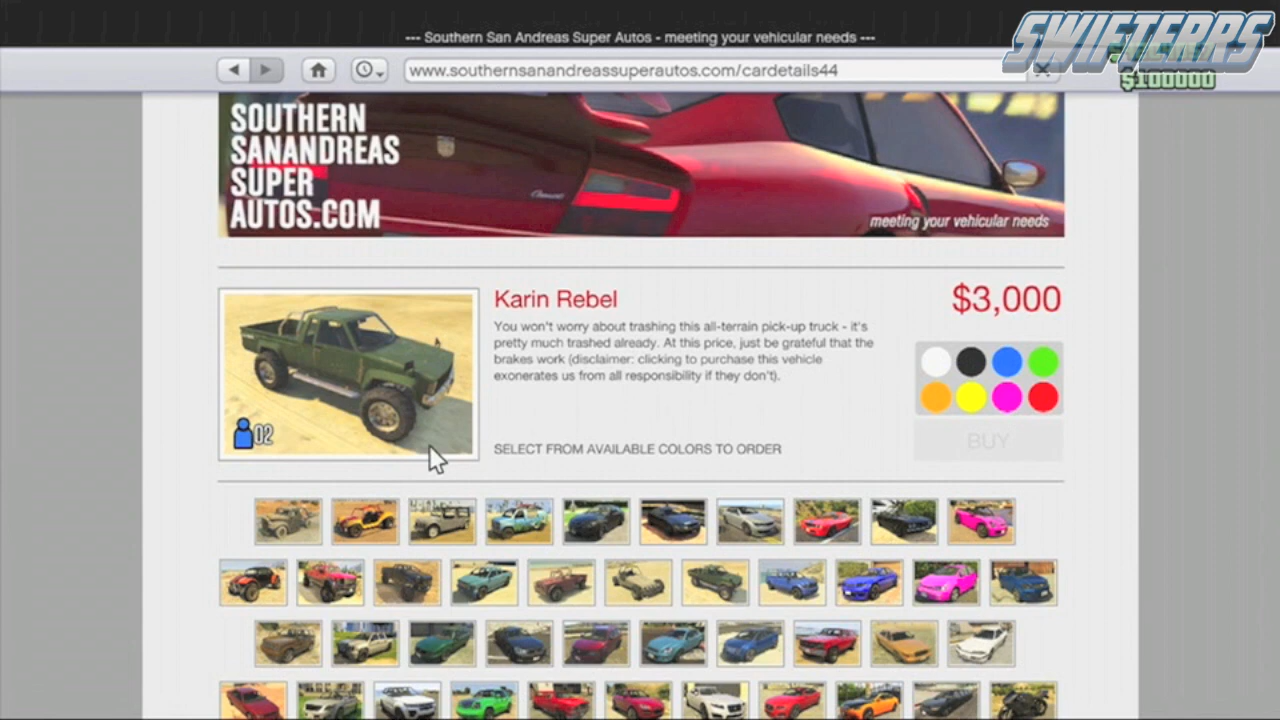 --- Southern San Andreas Super Autos - meeting your vehicular needs ---
SWIFTERRS
www.southernsanandreassuperautos.com/cardetails44
$100000
SOUTHERN
SANANDREAS
SUPER
AUTOS.COM
meeting your vehicular needs
Karin Rebel
$3,000
You won't worry about trashing this all-terrain pick-up truck - it's
pretty much trashed already. At this price, just be grateful that the
brakes work (disclaimer: clicking to purchase this vehicle
exonerates us from all responsibility if they don't).
02
SELECT FROM AVAILABLE COLORS TO ORDER
BUY